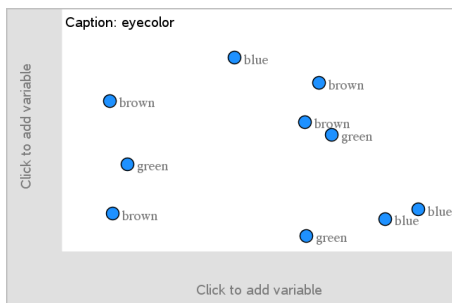 Caption: eyecolor
blue
brown
brown
brown
green
green
brown
blue
blue
green
Click to add variable
Click to add variable